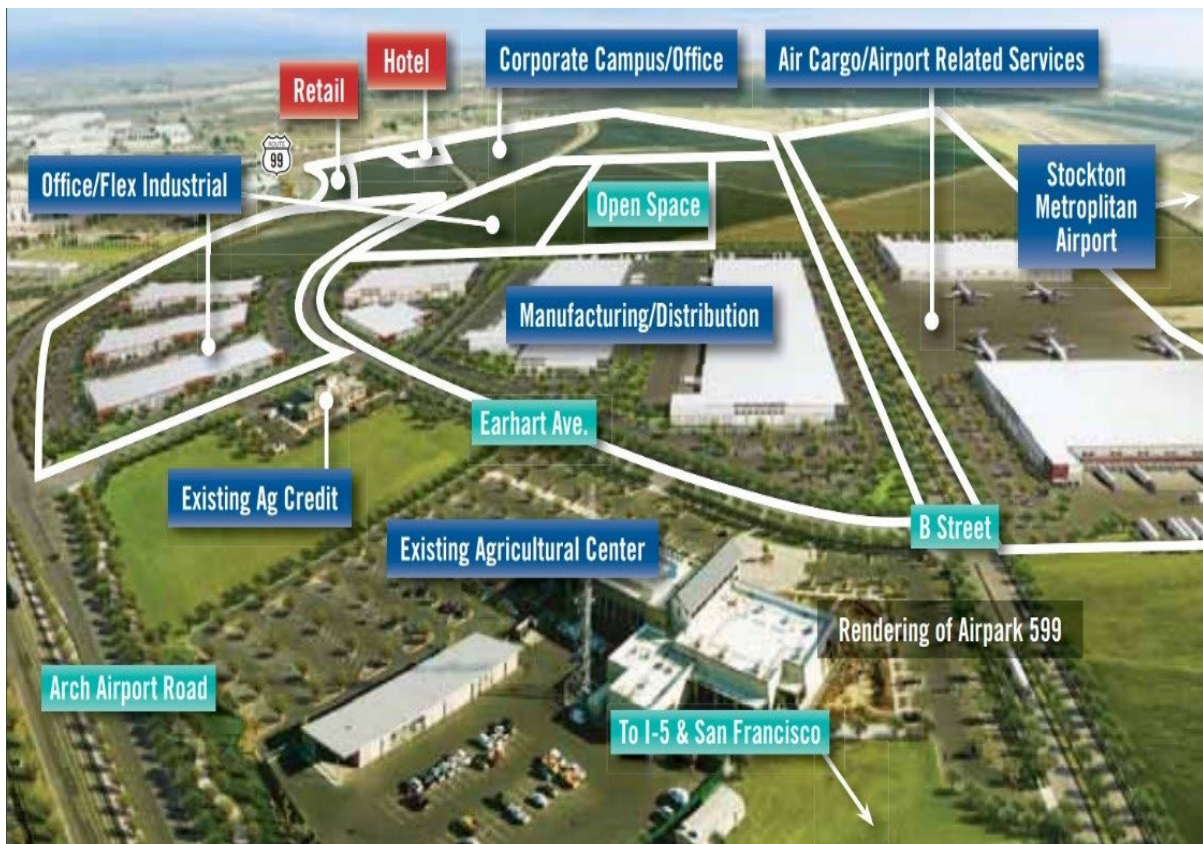 Hotel
Corporate Campus/Office
Air Cargo/Airport Related Services
Retail
ROUTE
99
Office/Flex Industrial
Open Space
Stockton
Metroplitan
Airport
Manufacturing/Distribution
Earhart Ave.
Existing Ag Credit
B Street
Existing Agricultural Center
Rendering of Airpark 599
Arch Airport Road
To I-5 & San Francisco